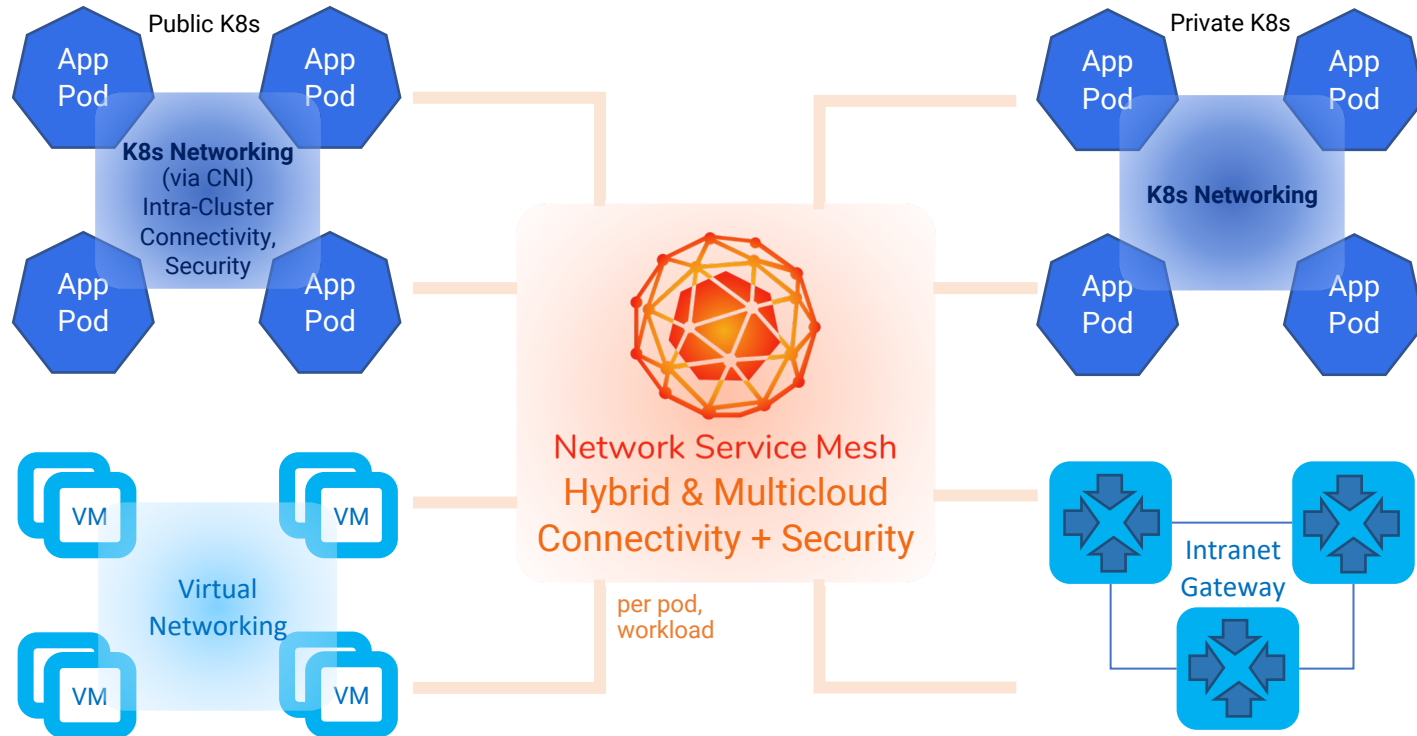 Public K8s
App
Pod
App
Pod
K8s Networking
(via CNI)
Intra-Cluster
Connectivity,
Security
App
Pod
App
Pod
Private K8s
App
Pod
App
Pod
K8s Networking
App
Pod
App
Pod
Network Service Mesh
Hybrid & Multicloud
Connectivity + Security
per pod,
workload
VM
VM
Virtual
Networking
VM
VM
Intranet
Gateway